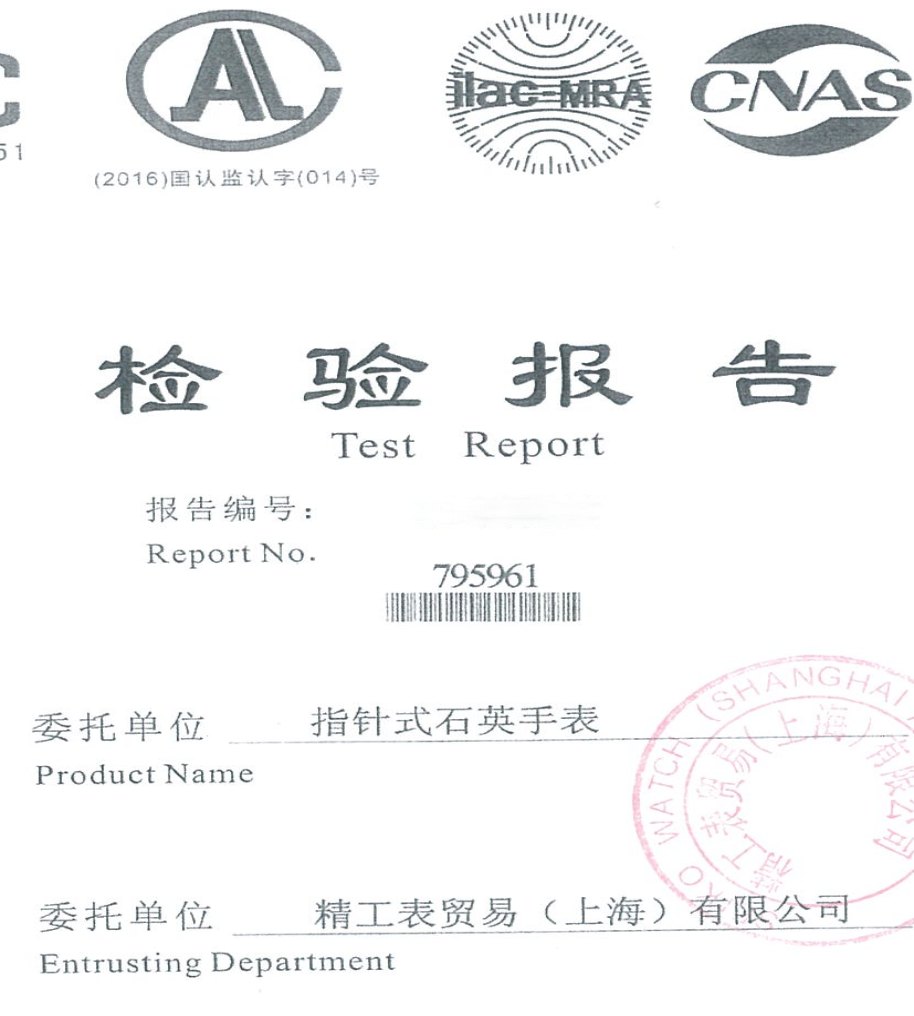 C
AL
ilac-MRA
CNAS
51
(2016)国认监认字(014)号
检验报告
Test Report
报告编号:
Report No.
795961
委托单位 指针式石英手表
Product Name
委托单位 精工表贸易(上海)有限公司
Entrusting Department
WATCH (SHANGHAI)
精工表贸易(上海)有限公司